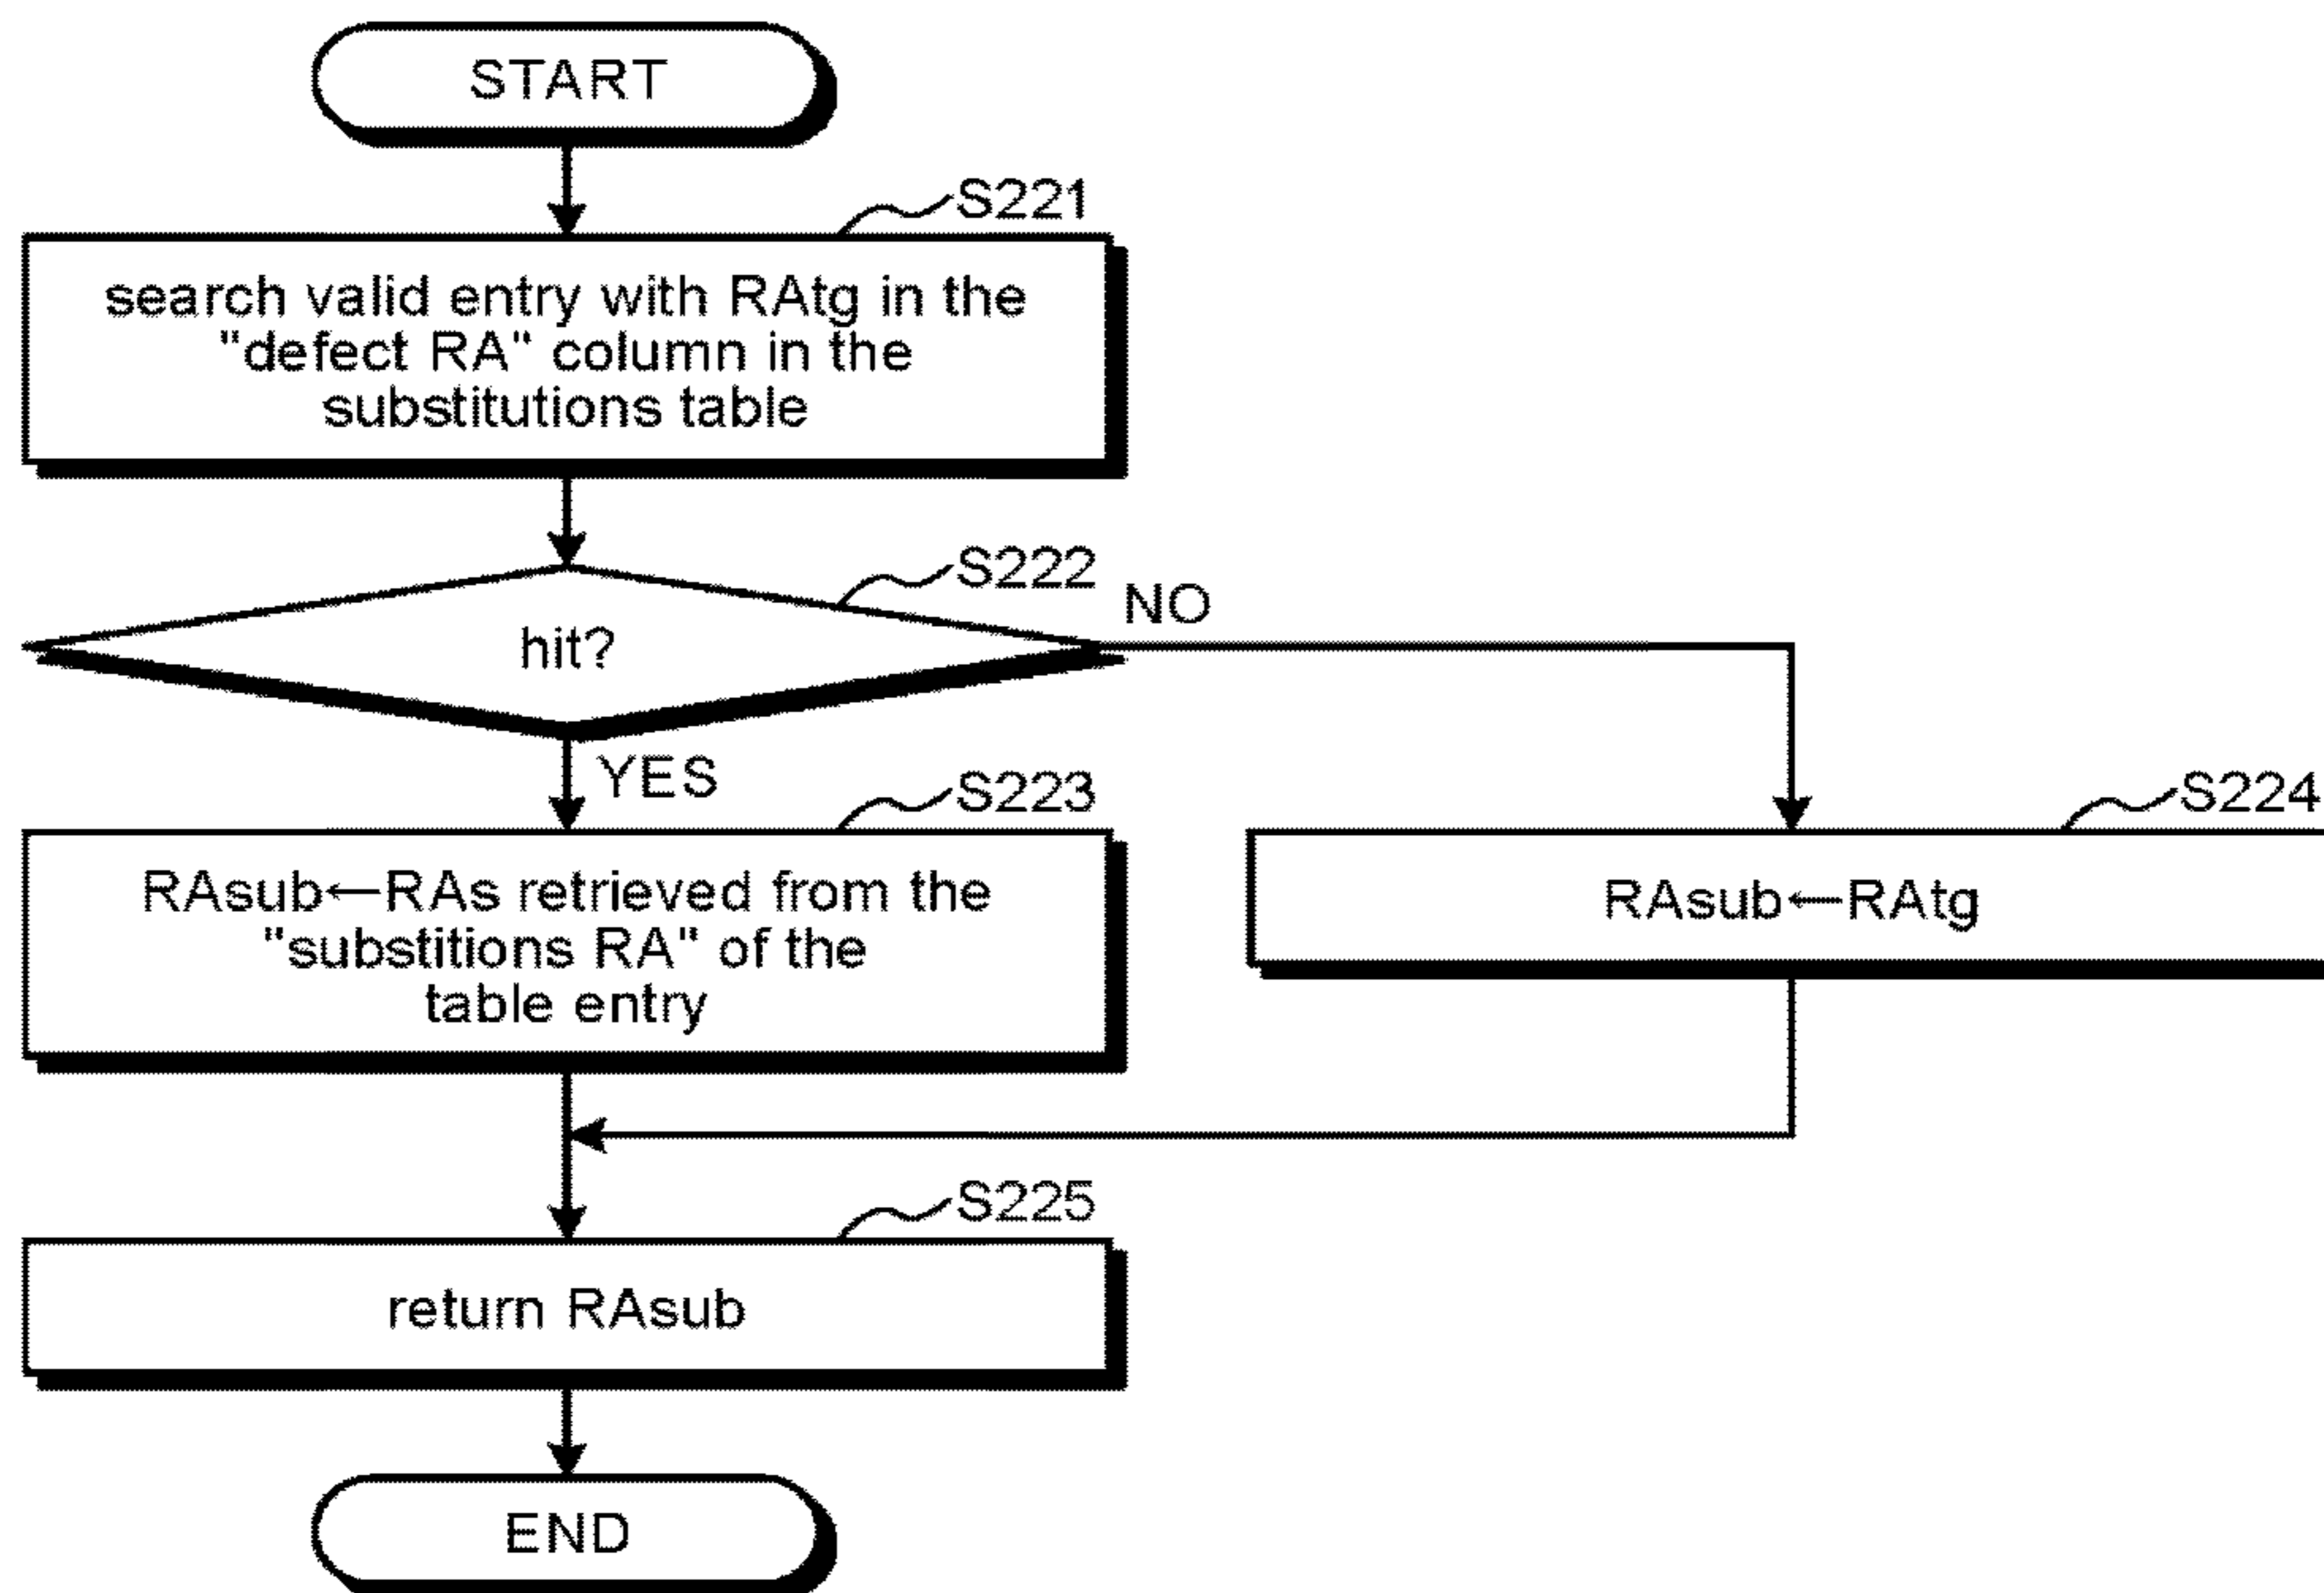 START
S221
search valid entry with RAtg in the
"defect RA" column in the
substitutions table
S222
NO
hit?
YES
S223
RAsub←RAs retrieved from the
"substitions RA" of the
table entry
S224
RAsub←RAtg
S225
return RAsub
END